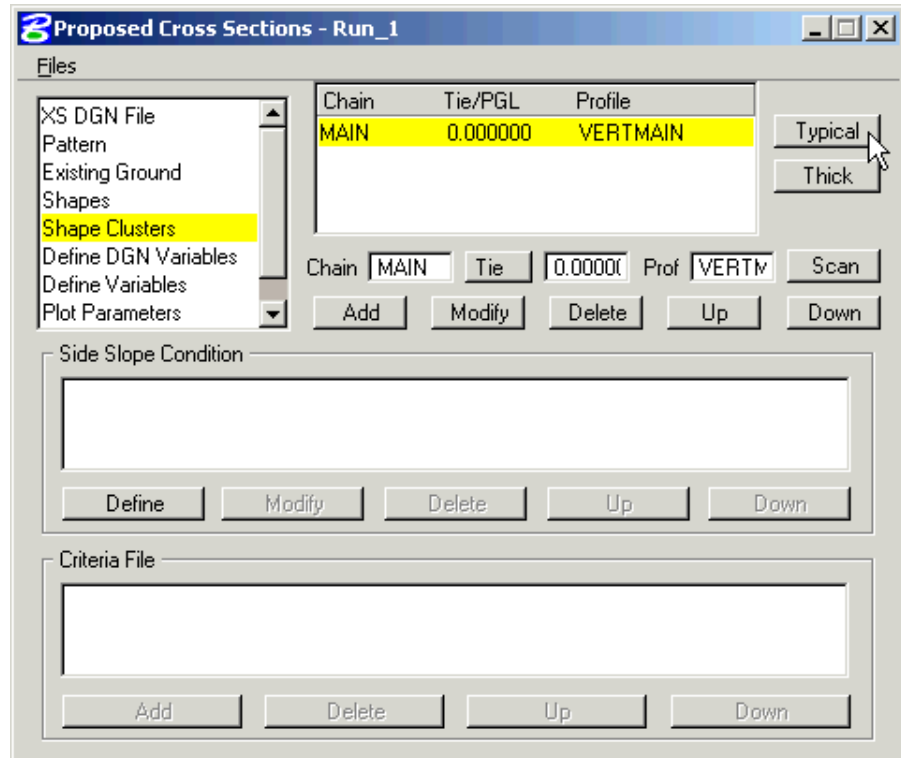 Proposed Cross Sections - Run_1
Files
XS DGN File
Pattern
Existing Ground
Shapes
Shape Clusters
Define DGN Variables
Define Variables
Plot Parameters
Chain Tie/PGL Profile
MAIN 0.000000 VERTMAIN
Typical
Thick
Chain MAIN Tie 0.0000( Prof VERTM Scan
Add Modify Delete Up Down
Side Slope Condition
Define Modify Delete Up Down
Criteria File
Add Delete Up Down